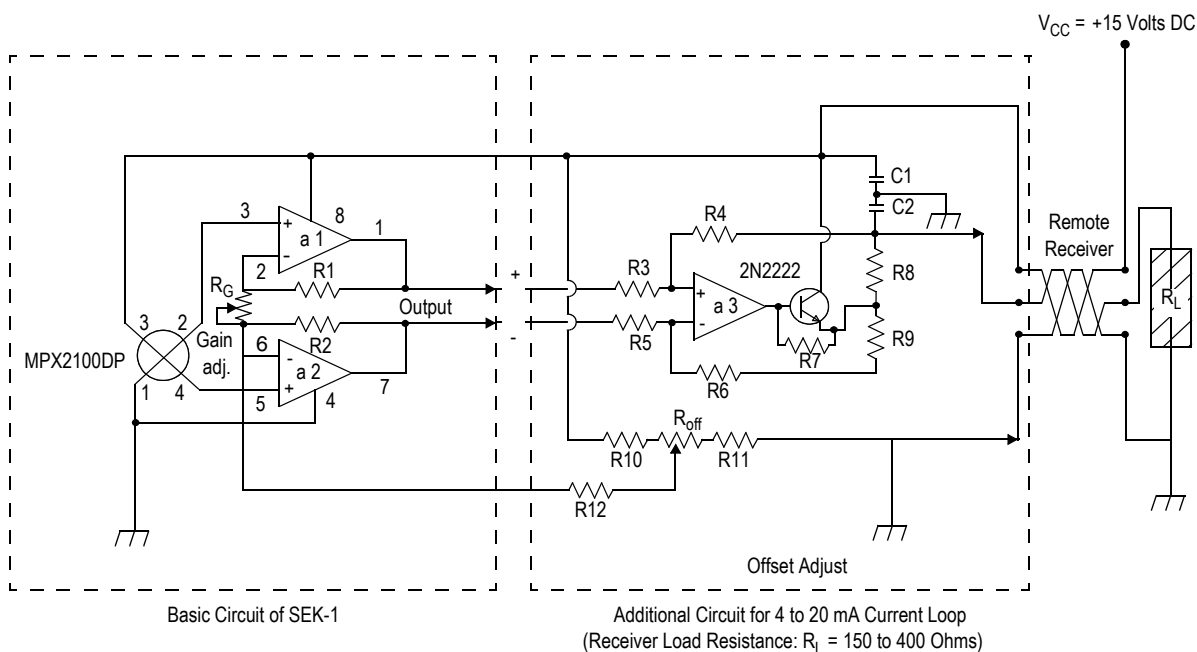 V_CC = +15 Volts DC
3
8
1
+
a 1
-
2
R1
R_G
Output
3
2
Gain
adj.
R2
MPX2100DP
6
-
a 2
+
1
4
5
4
7
+
-
C1
C2
R4
R3
2N2222
+
a 3
-
R8
R5
R7
R9
R6
R_off
R10
R11
R12
Offset Adjust
Remote
Receiver
R_L
Basic Circuit of SEK-1
Additional Circuit for 4 to 20 mA Current Loop
(Receiver Load Resistance: R_L = 150 to 400 Ohms)